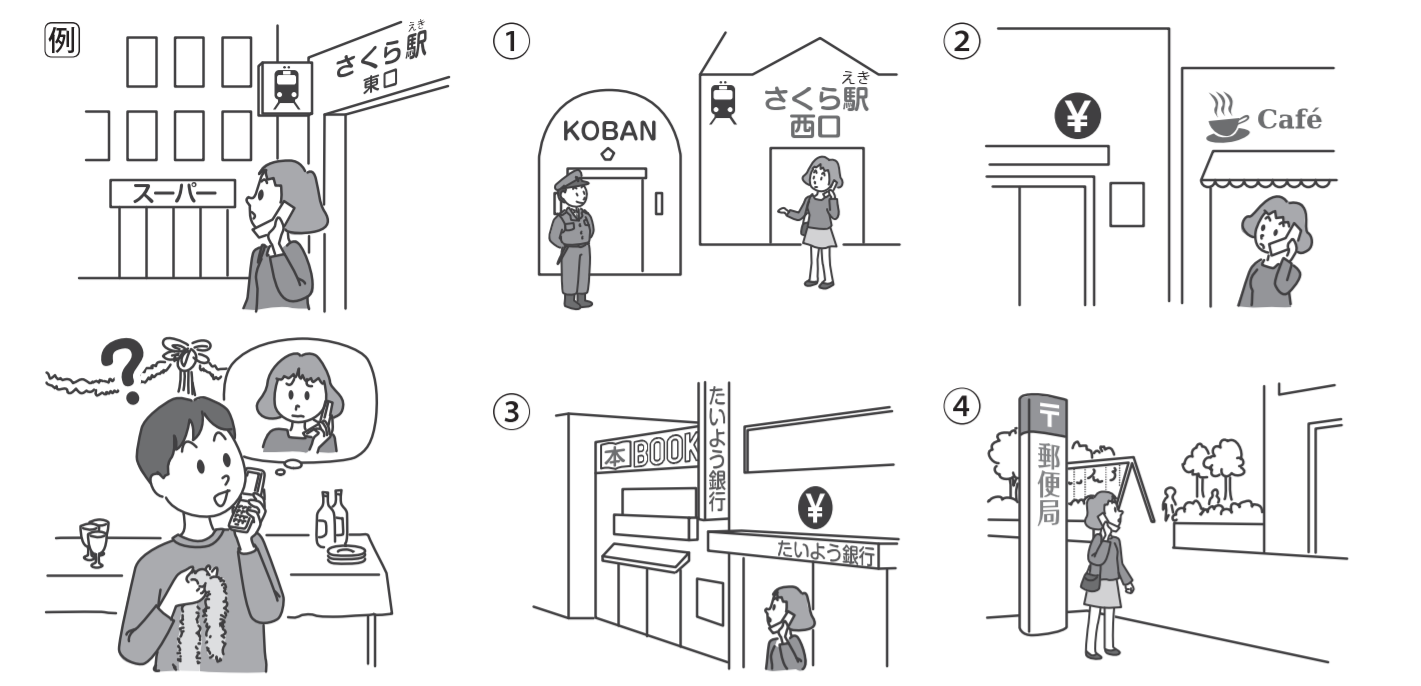 例
えき
さくら駅
東口
スーパー
?
①
KOBAN
えき
さくら駅
西口
②
¥
Café
③
本BOOK
たいよう銀行
¥
たいよう銀行
④
〒
郵便局